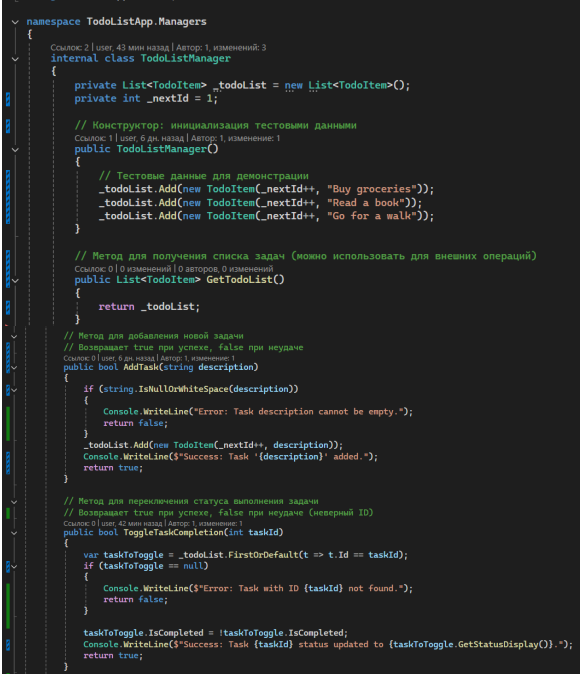 namespace TodoListApp.Managers
{
Ссылок: 2 | user, 43 мин назад | Автор: 1, изменений: 3
internal class TodoListManager
{
private List<TodoItem> _todoList = new List<TodoItem>();
private int _nextId = 1;
// Конструктор: инициализация тестовыми данными
Ссылок: 1 | user, 6 дн. назад | Автор: 1, изменение: 1
public TodoListManager()
{
// Тестовые данные для демонстрации
_todoList.Add(new TodoItem(_nextId++, "Buy groceries"));
_todoList.Add(new TodoItem(_nextId++, "Read a book"));
_todoList.Add(new TodoItem(_nextId++, "Go for a walk"));
}
// Метод для получения списка задач (можно использовать для внешних операций)
Ссылок: 0 | 0 изменений | 0 авторов, 0 изменений
public List<TodoItem> GetTodoList()
{
return _todoList;
}
// Метод для добавления новой задачи
// Возвращает true при успехе, false при неудаче
Ссылок: 0 | user, 6 дн. назад | Автор: 1, изменение: 1
public bool AddTask(string description)
{
if (string.IsNullOrWhiteSpace(description))
{
Console.WriteLine("Error: Task description cannot be empty.");
return false;
}
_todoList.Add(new TodoItem(_nextId++, description));
Console.WriteLine($"Success: Task '{description}' added.");
return true;
}
// Метод для переключения статуса выполнения задачи
// Возвращает true при успехе, false при неудаче (неверный ID)
Ссылок: 0 | user, 42 мин назад | Автор: 1, изменение: 1
public bool ToggleTaskCompletion(int taskId)
{
var taskToToggle = _todoList.FirstOrDefault(t => t.Id == taskId);
if (taskToToggle == null)
{
Console.WriteLine($"Error: Task with ID {taskId} not found.");
return false;
}
taskToToggle.IsCompleted = !taskToToggle.IsCompleted;
Console.WriteLine($"Success: Task {taskId} status updated to {taskToToggle.GetStatusDisplay()}.");
return true;
}